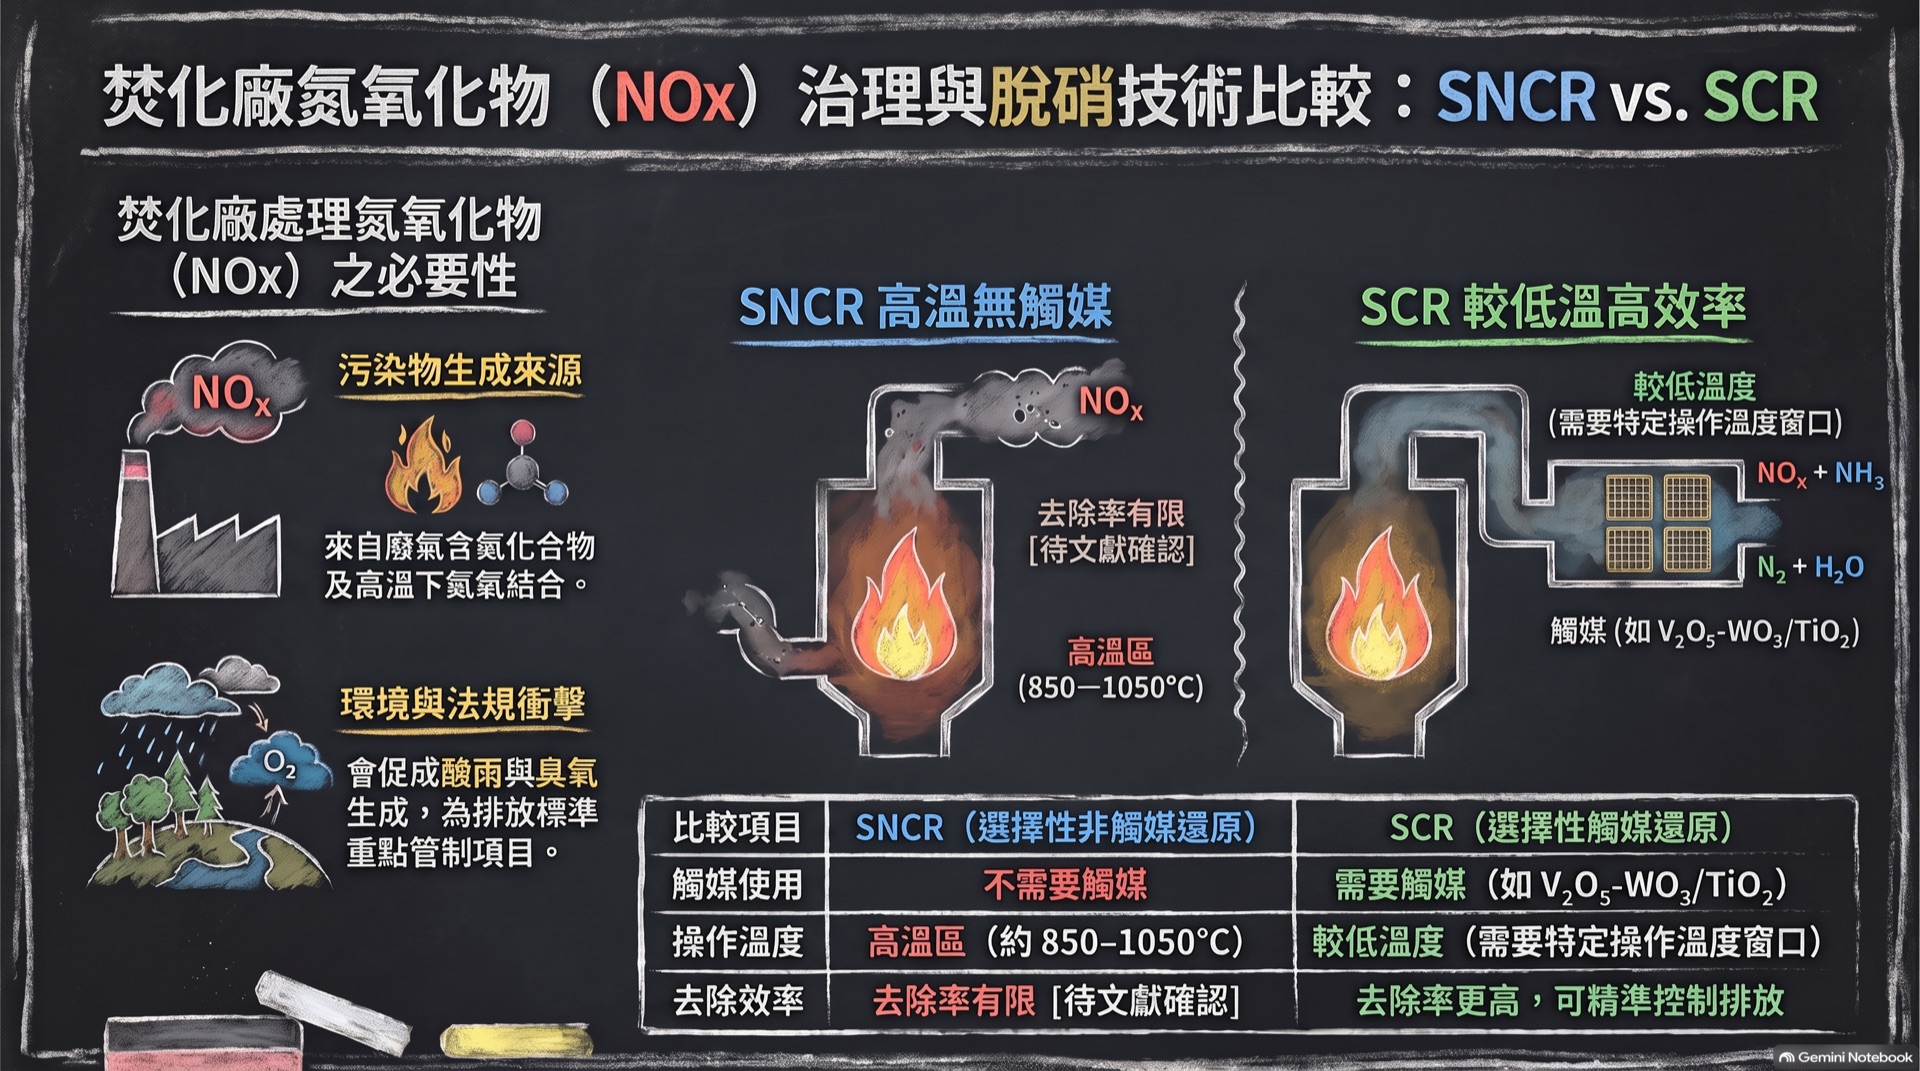 焚化廠氮氧化物（NOx）治理與脫硝技術比較：SNCR vs. SCR
焚化廠處理氮氧化物
（NOx）之必要性
NOx
污染物生成來源
來自廢氣含氮化合物
及高溫下氮氧結合。
環境與法規衝擊
O₂
會促成酸雨與臭氧
生成，為排放標準
重點管制項目。
SNCR 高溫無觸媒
NOx
去除率有限
[待文獻確認]
高溫區
(850－1050°C)
SCR 較低溫高效率
較低溫度
(需要特定操作溫度窗口)
NOx + NH₃
N₂ + H₂O
觸媒 (如 V₂O₅-WO₃/TiO₂)
比較項目 SNCR（選擇性非觸媒還原） SCR（選擇性觸媒還原）
觸媒使用 不需要觸媒 需要觸媒（如 V₂O₅-WO₃/TiO₂）
操作溫度 高溫區（約 850–1050°C） 較低溫度（需要特定操作溫度窗口）
去除效率 去除率有限 [待文獻確認] 去除率更高，可精準控制排放
Gemini Notebook